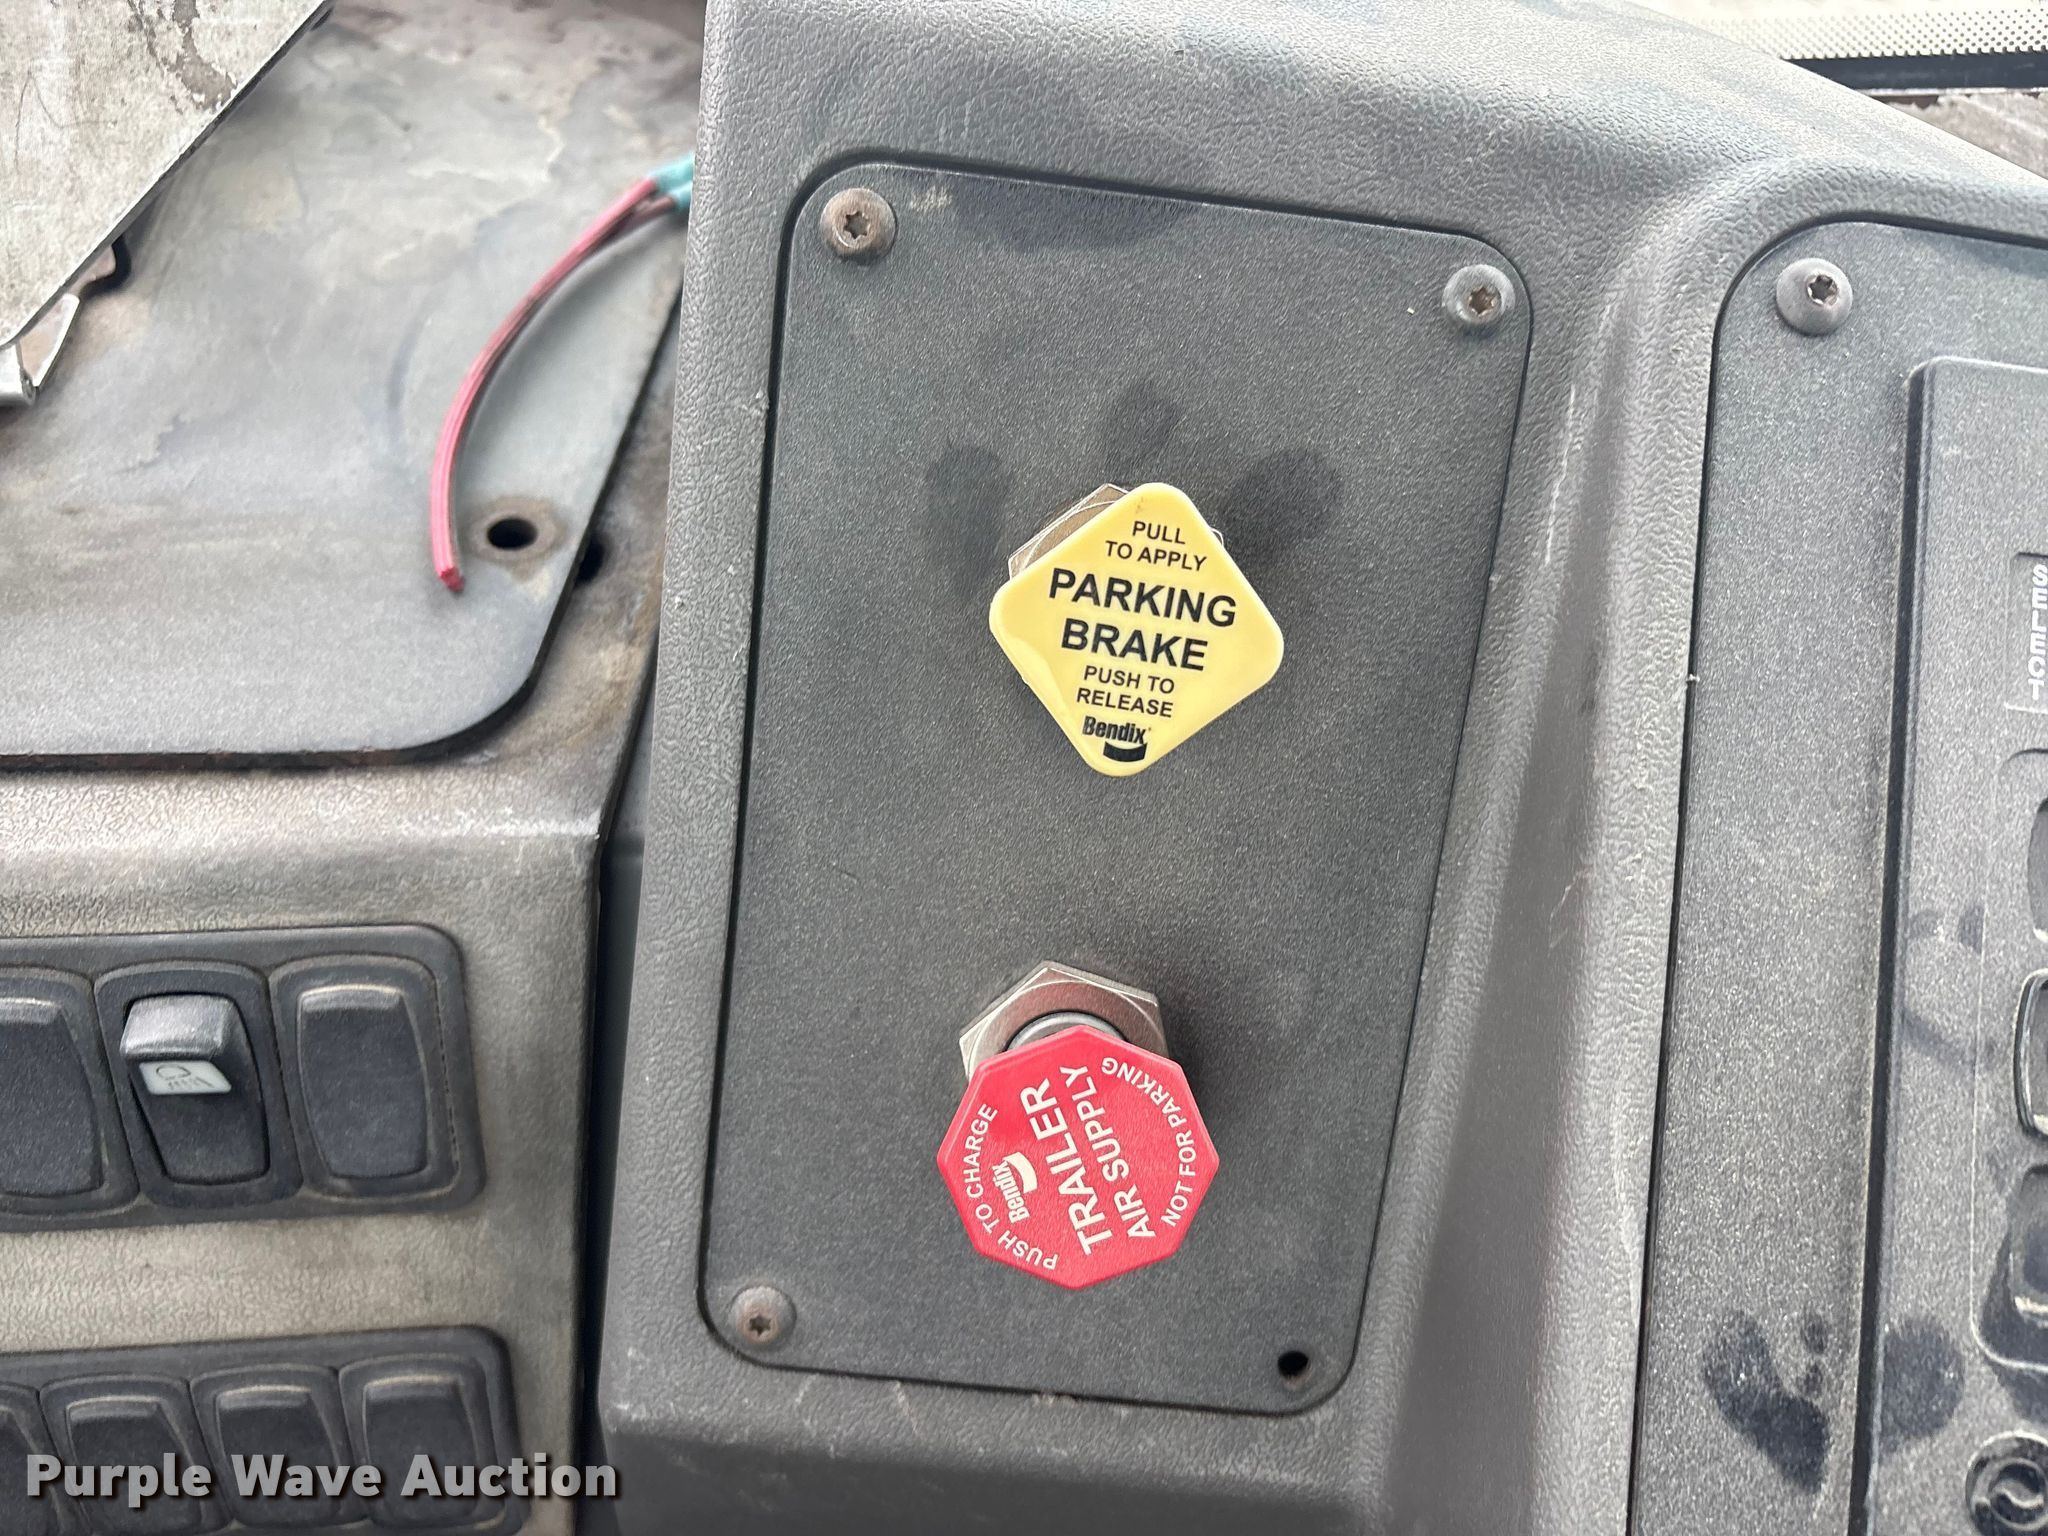 PULL
TO APPLY
PARKING
BRAKE
PUSH TO
RELEASE
Bendix
SELECT
PUSH TO CHARGE
Bendix
TRAILER
AIR SUPPLY
NOT FOR PARKING
Purple Wave Auction